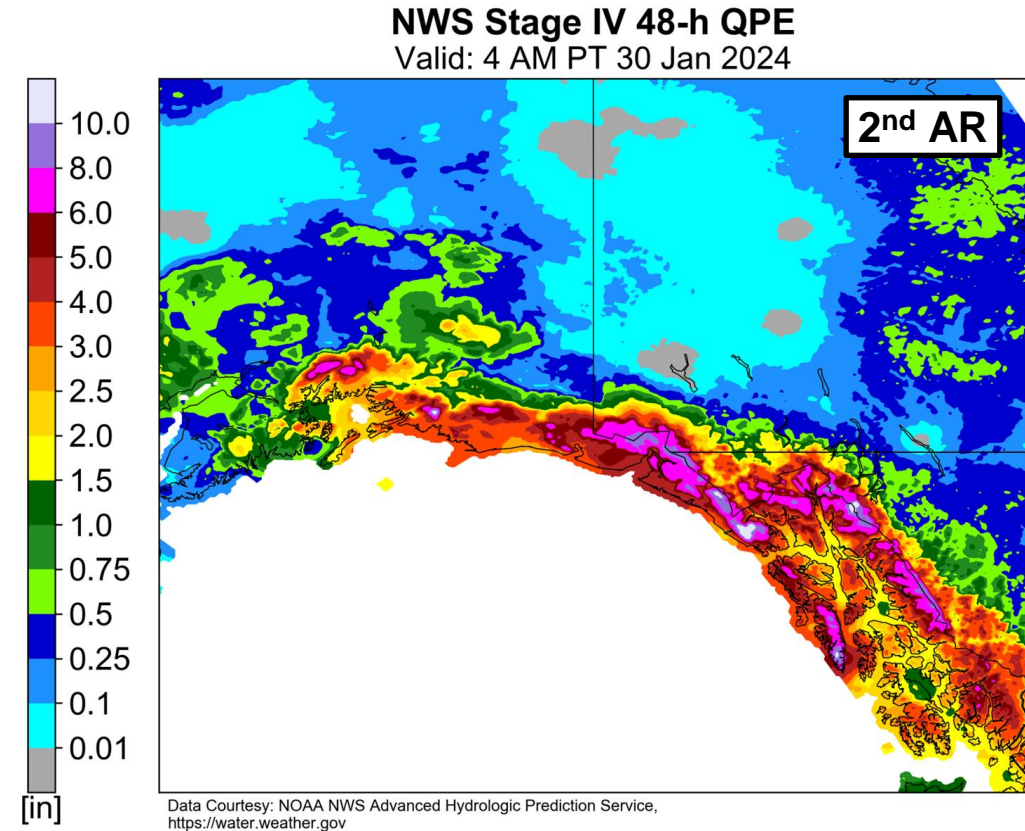 NWS Stage IV 48-h QPE
Valid: 4 AM PT 30 Jan 2024
2nd AR
10.0
8.0
6.0
5.0
4.0
3.0
2.5
2.0
1.5
1.0
0.75
0.5
0.25
0.1
0.01
[in]
Data Courtesy: NOAA NWS Advanced Hydrologic Prediction Service,
https://water.weather.gov